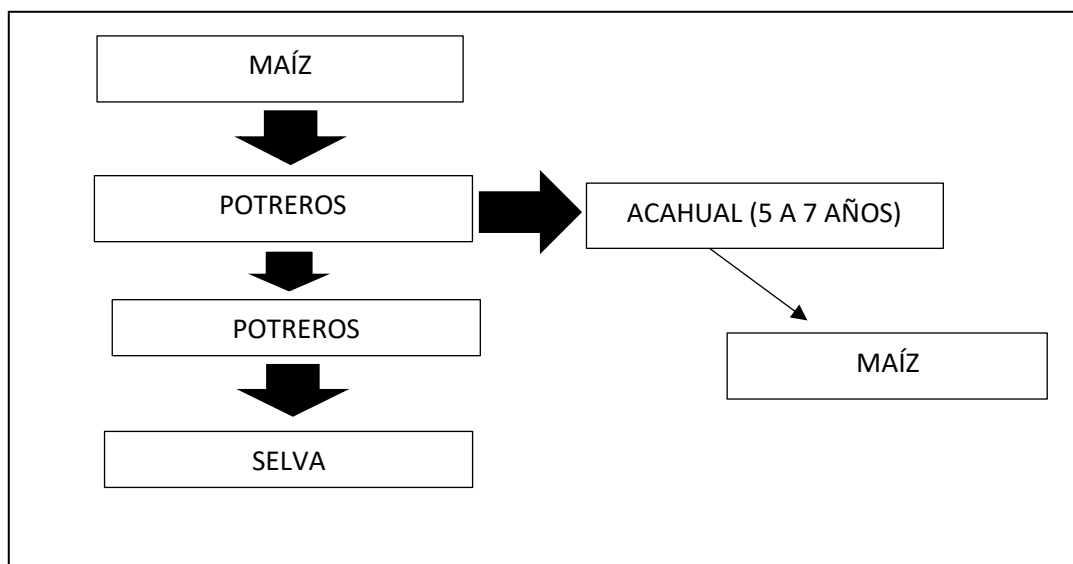 MAÍZ
POTREROS
ACAHUAL (5 A 7 AÑOS)
POTREROS
MAÍZ
SELVA